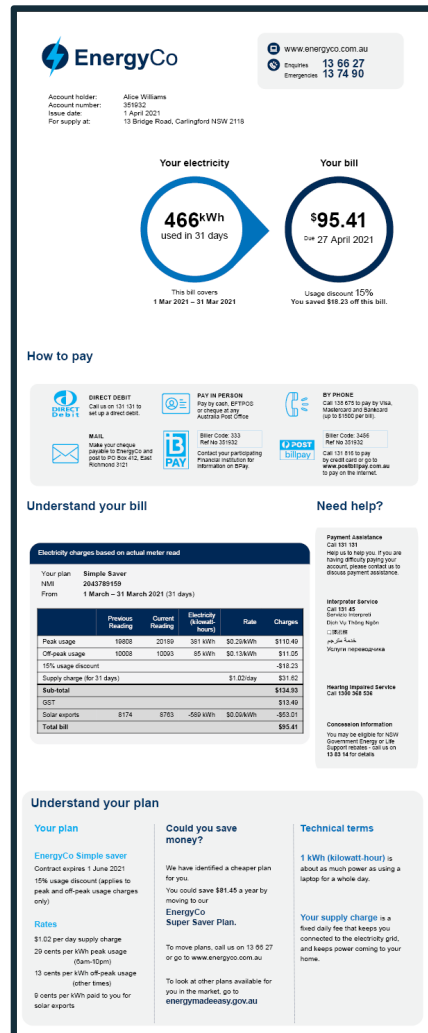 EnergyCo
www.energyco.com.au
Enquiries 13 66 27
Emergencies 13 74 90
Account holder: Alice Williams
Account number: 351932
Issue date: 1 April 2021
For supply at: 13 Bridge Road, Carlingford NSW 2118
Your electricity
466kWh
used in 31 days
This bill covers
1 Mar 2021 – 31 Mar 2021
Your bill
$95.41
Due 27 April 2021
Usage discount 15%
You saved $18.23 off this bill.
How to pay
DIRECT Debit
DIRECT DEBIT
Call us on 131 131 to
set up a direct debit.
PAY IN PERSON
Pay by cash, EFTPOS
or cheque at any
Australia Post Office
BY PHONE
Call 135 675 to pay by Visa,
Mastercard and Bankcard
(up to $1500 per bill).
MAIL
Make your cheque
payable to EnergyCo and
post to PO Box 412, East
Richmond 3121
B
PAY
Biller Code: 333
Ref No 351932
Contact your participating
Financial Institution for
information on BPay.
POST
billpay
Biller Code: 3456
Ref No 351932
Call 131 816 to pay
by credit card or go to
www.postbillpay.com.au
to pay on the internet.
Understand your bill
Electricity charges based on actual meter read
Your plan Simple Saver
NMI 2043789159
From 1 March – 31 March 2021 (31 days)
Previous Reading Current Reading Electricity (kilowatt-hours) Rate Charges
Peak usage 19808 20189 381 kWh $0.29/kWh $110.49
Off-peak usage 10008 10093 85 kWh $0.13/kWh $11.05
15% usage discount -$18.23
Supply charge (for 31 days) $1.02/day $31.62
Sub-total $134.93
GST $13.49
Solar exports 8174 8763 -589 kWh $0.09/kWh -$53.01
Total bill $95.41
Need help?
Payment Assistance
Call 131 131
Help us to help you. If you are
having difficulty paying your
account, please contact us to
discuss payment assistance.
Interpreter Service
Call 131 45
Servizio Interpreti
Dịch Vụ Thông Ngôn
خدمة مترجم
Услуги переводчика
Hearing Impaired Service
Call 1300 368 536
Concession Information
You may be eligible for NSW
Government Energy or Life
Support rebates - call us on
13 03 14 for details
Understand your plan
Your plan
EnergyCo Simple saver
Contract expires 1 June 2021
15% usage discount (applies to
peak and off-peak usage charges
only)
Rates
$1.02 per day supply charge
29 cents per kWh peak usage
(6am-10pm)
13 cents per kWh off-peak usage
(other times)
9 cents per kWh paid to you for
solar exports
Could you save
money?
We have identified a cheaper plan
for you.
You could save $81.45 a year by
moving to our
EnergyCo
Super Saver Plan.
To move plans, call us on 13 66 27
or go to www.energyco.com.au
To look at other plans available for
you in the market, go to
energymadeeasy.gov.au
Technical terms
1 kWh (kilowatt-hour) is
about as much power as using a
laptop for a whole day.
Your supply charge is a
fixed daily fee that keeps you
connected to the electricity grid,
and keeps power coming to your
home.